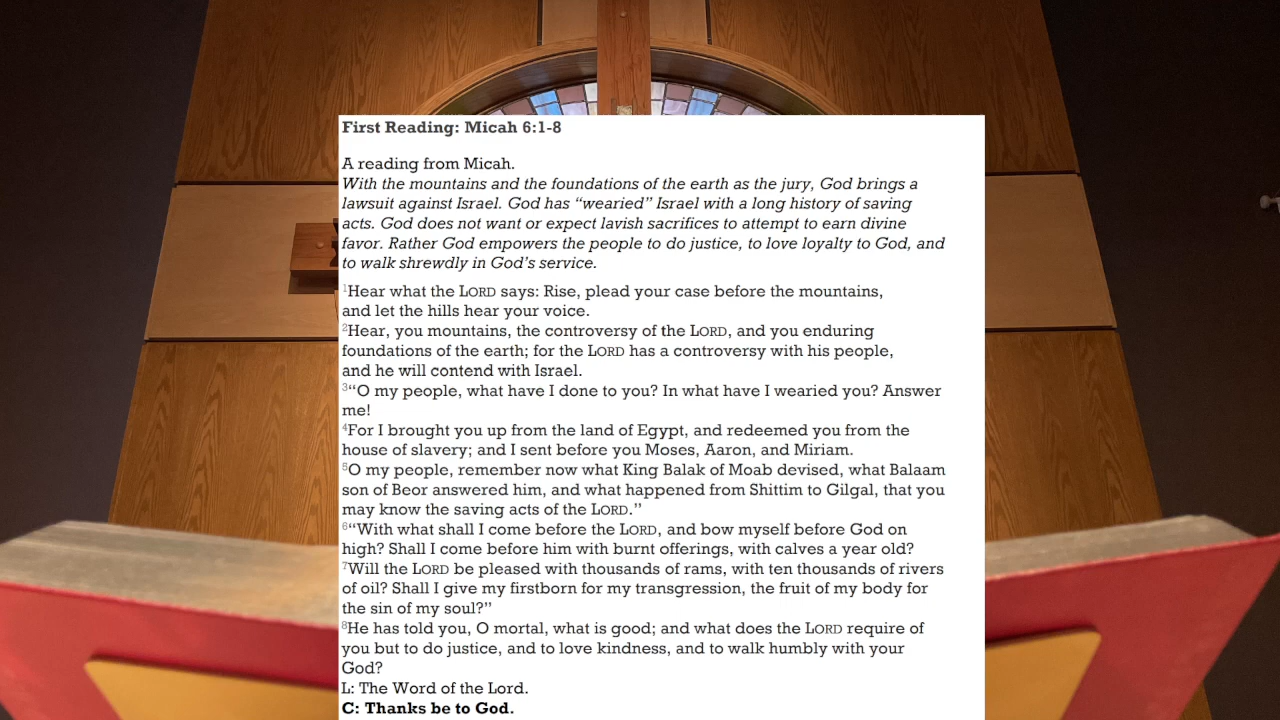 First Reading: Micah 6:1-8
A reading from Micah.
With the mountains and the foundations of the earth as the jury, God brings a
lawsuit against Israel. God has “wearied” Israel with a long history of saving
acts. God does not want or expect lavish sacrifices to attempt to earn divine
favor. Rather God empowers the people to do justice, to love loyalty to God, and
to walk shrewdly in God’s service.
1Hear what the LORD says: Rise, plead your case before the mountains,
and let the hills hear your voice.
2Hear, you mountains, the controversy of the LORD, and you enduring
foundations of the earth; for the LORD has a controversy with his people,
and he will contend with Israel.
3“O my people, what have I done to you? In what have I wearied you? Answer
me!
4For I brought you up from the land of Egypt, and redeemed you from the
house of slavery; and I sent before you Moses, Aaron, and Miriam.
5O my people, remember now what King Balak of Moab devised, what Balaam
son of Beor answered him, and what happened from Shittim to Gilgal, that you
may know the saving acts of the LORD.”
6“With what shall I come before the LORD, and bow myself before God on
high? Shall I come before him with burnt offerings, with calves a year old?
7Will the LORD be pleased with thousands of rams, with ten thousands of rivers
of oil? Shall I give my firstborn for my transgression, the fruit of my body for
the sin of my soul?”
8He has told you, O mortal, what is good; and what does the LORD require of
you but to do justice, and to love kindness, and to walk humbly with your
God?
L: The Word of the Lord.
C: Thanks be to God.